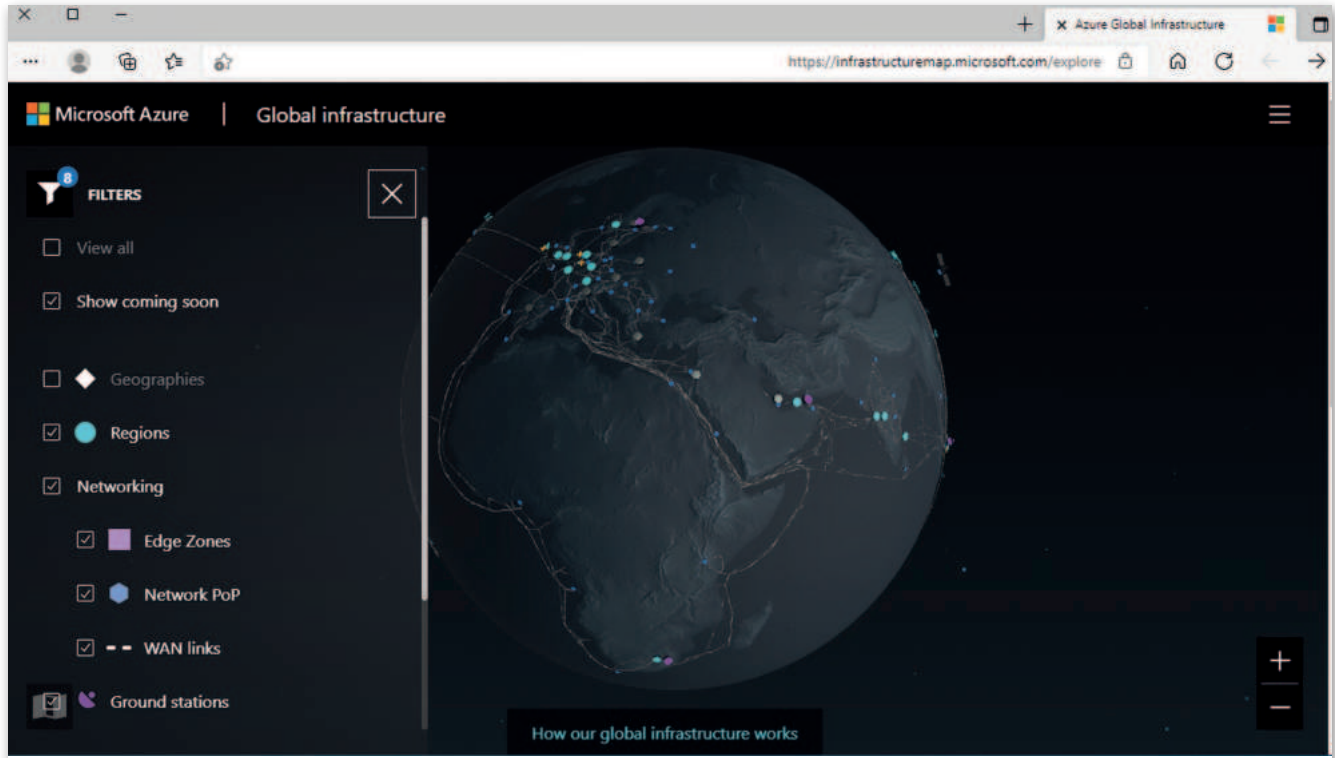 Azure Global Infrastructure
https://infrastructuremap.microsoft.com/explore
Microsoft Azure | Global infrastructure
8
FILTERS
View all
Show coming soon
Geographies
Regions
Networking
Edge Zones
Network PoP
WAN links
Ground stations
How our global infrastructure works